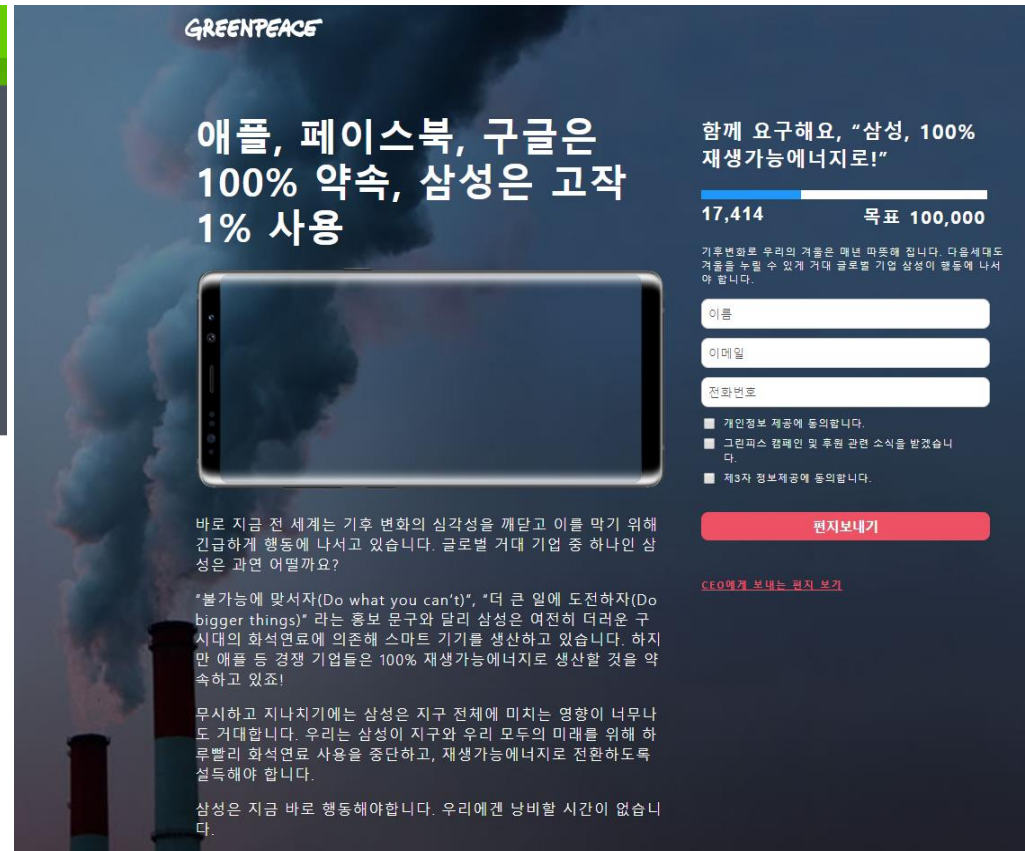 GREENPEACE
애플, 페이스북, 구글은
100% 약속, 삼성은 고작
1% 사용
바로 지금 전 세계는 기후 변화의 심각성을 깨닫고 이를 막기 위해
긴급하게 행동에 나서고 있습니다. 글로벌 거대 기업 중 하나인 삼
성은 과연 어떨까요?
"불가능에 맞서자(Do what you can't)", "더 큰 일에 도전하자(Do
bigger things)" 라는 홍보 문구와 달리 삼성은 여전히 더러운 구
시대의 화석연료에 의존해 스마트 기기를 생산하고 있습니다. 하지
만 애플 등 경쟁 기업들은 100% 재생가능에너지로 생산할 것을 약
속하고 있죠!
무시하고 지나치기에는 삼성은 지구 전체에 미치는 영향이 너무나
도 거대합니다. 우리는 삼성이 지구와 우리 모두의 미래를 위해 하
루빨리 화석연료 사용을 중단하고, 재생가능에너지로 전환하도록
설득해야 합니다.
삼성은 지금 바로 행동해야합니다. 우리에겐 낭비할 시간이 없습니
다.
함께 요구해요, “삼성, 100%
재생가능에너지로!”
17,414 목표 100,000
기후변화로 우리의 겨울은 매년 따뜻해 집니다. 다음세대도
겨울을 누릴 수 있게 거대 글로벌 기업 삼성이 행동에 나서
야 합니다.
이름
이메일
전화번호
개인정보 제공에 동의합니다.
그린피스 캠페인 및 후원 관련 소식을 받겠습니
다.
제3자 정보제공에 동의합니다.
편지보내기
CEO에게 보내는 편지 보기